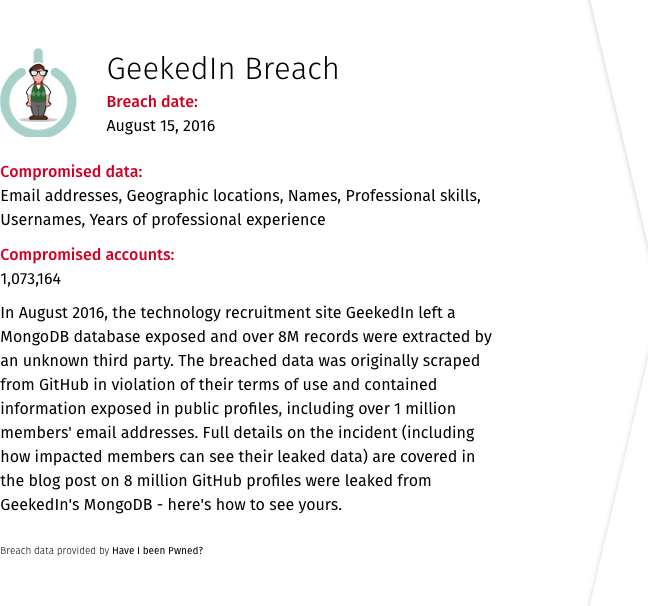 GeekedIn Breach
Breach date:
August 15, 2016
Compromised data:
Email addresses, Geographic locations, Names, Professional skills,
Usernames, Years of professional experience
Compromised accounts:
1,073,164
In August 2016, the technology recruitment site GeekedIn left a
MongoDB database exposed and over 8M records were extracted by
an unknown third party. The breached data was originally scraped
from GitHub in violation of their terms of use and contained
information exposed in public profiles, including over 1 million
members' email addresses. Full details on the incident (including
how impacted members can see their leaked data) are covered in
the blog post on 8 million GitHub profiles were leaked from
GeekedIn's MongoDB - here's how to see yours.
Breach data provided by Have I been Pwned?